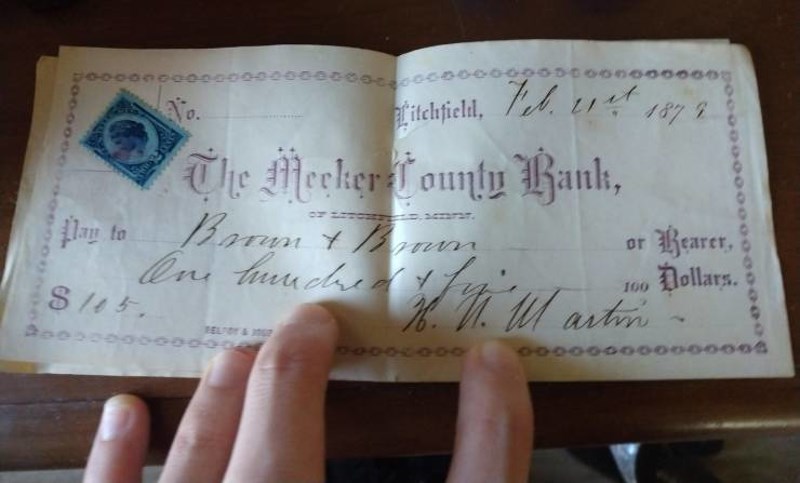 No. Litchfield, Feb. 21st 1879
The Meeker County Bank,
OF LITCHFIELD, MINN.
Pay to Brown & Brown or Bearer,
One hundred & five 100 Dollars.
$ 105. H. N. Martin